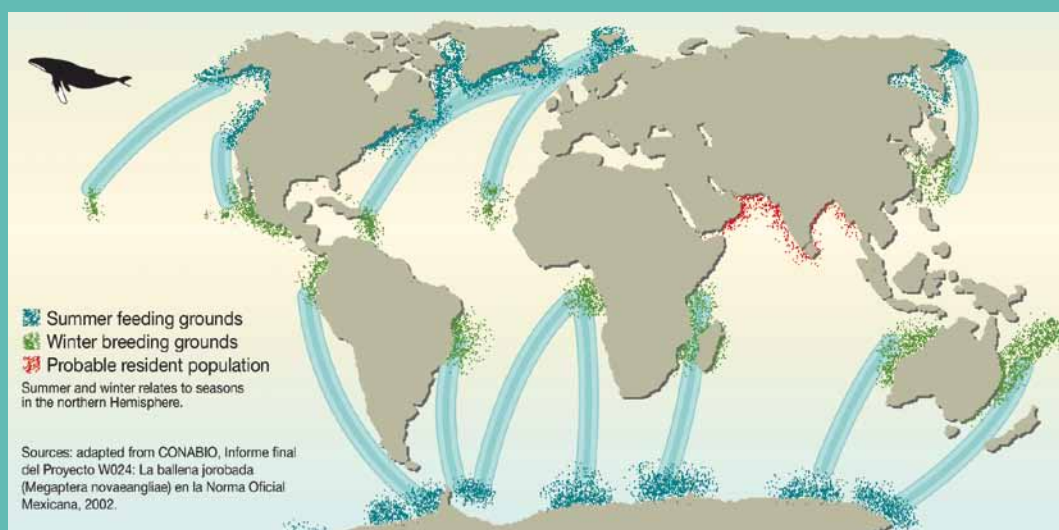 Summer feeding grounds
Winter breeding grounds
Probable resident population
Summer and winter relates to seasons
in the northern Hemisphere.
Sources: adapted from CONABIO, Informe final
del Proyecto W024: La ballena jorobada
(Megaptera novaeangliae) en la Norma Oficial
Mexicana, 2002.